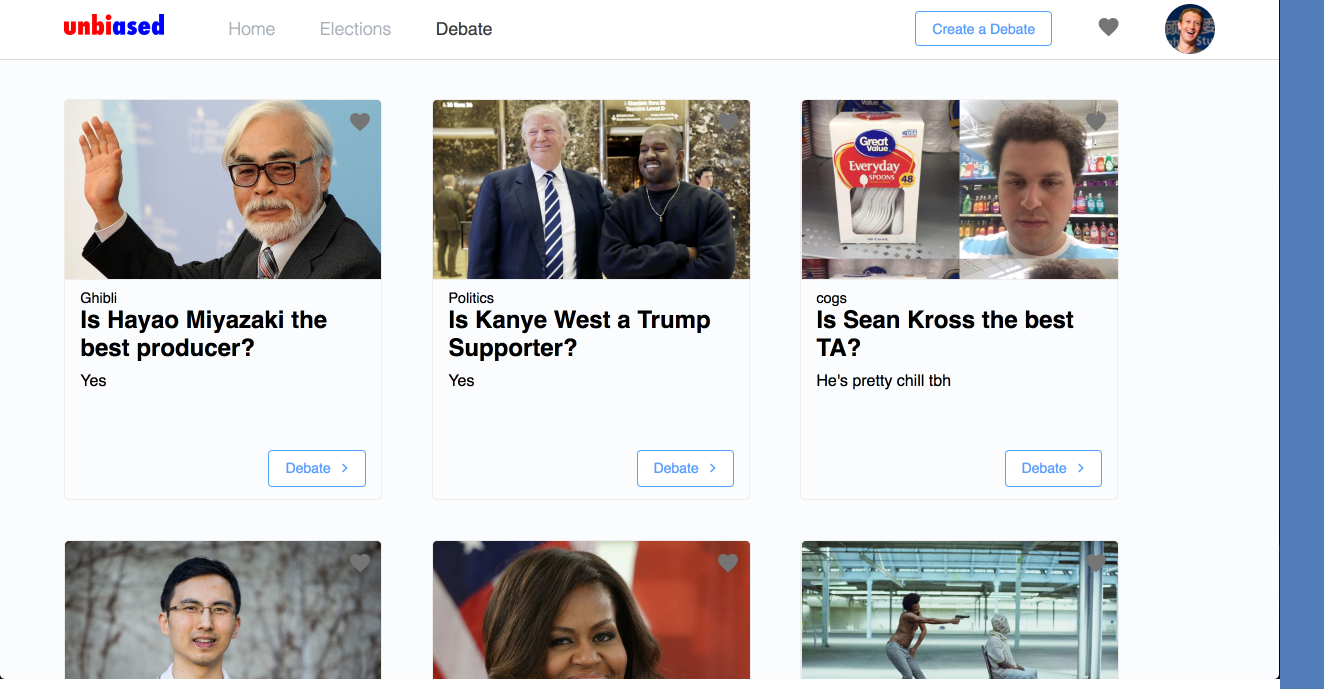 unbiased
Home
Elections
Debate
Create a Debate
Great
Value
Everyday
SPOONS
48
Ghibli
Is Hayao Miyazaki the
best producer?
Yes
Debate
Politics
Is Kanye West a Trump
Supporter?
Yes
Debate
cogs
Is Sean Kross the best
TA?
He's pretty chill tbh
Debate